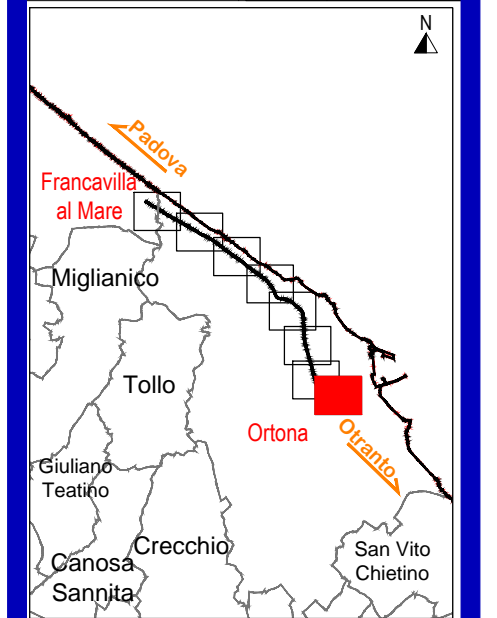 N
Padova
Francavilla
al Mare
Miglianico
Tollo
Ortona
Otranto
Giuliano
Teatino
Crecchio
San Vito
Chietino
Canosa
Sannita